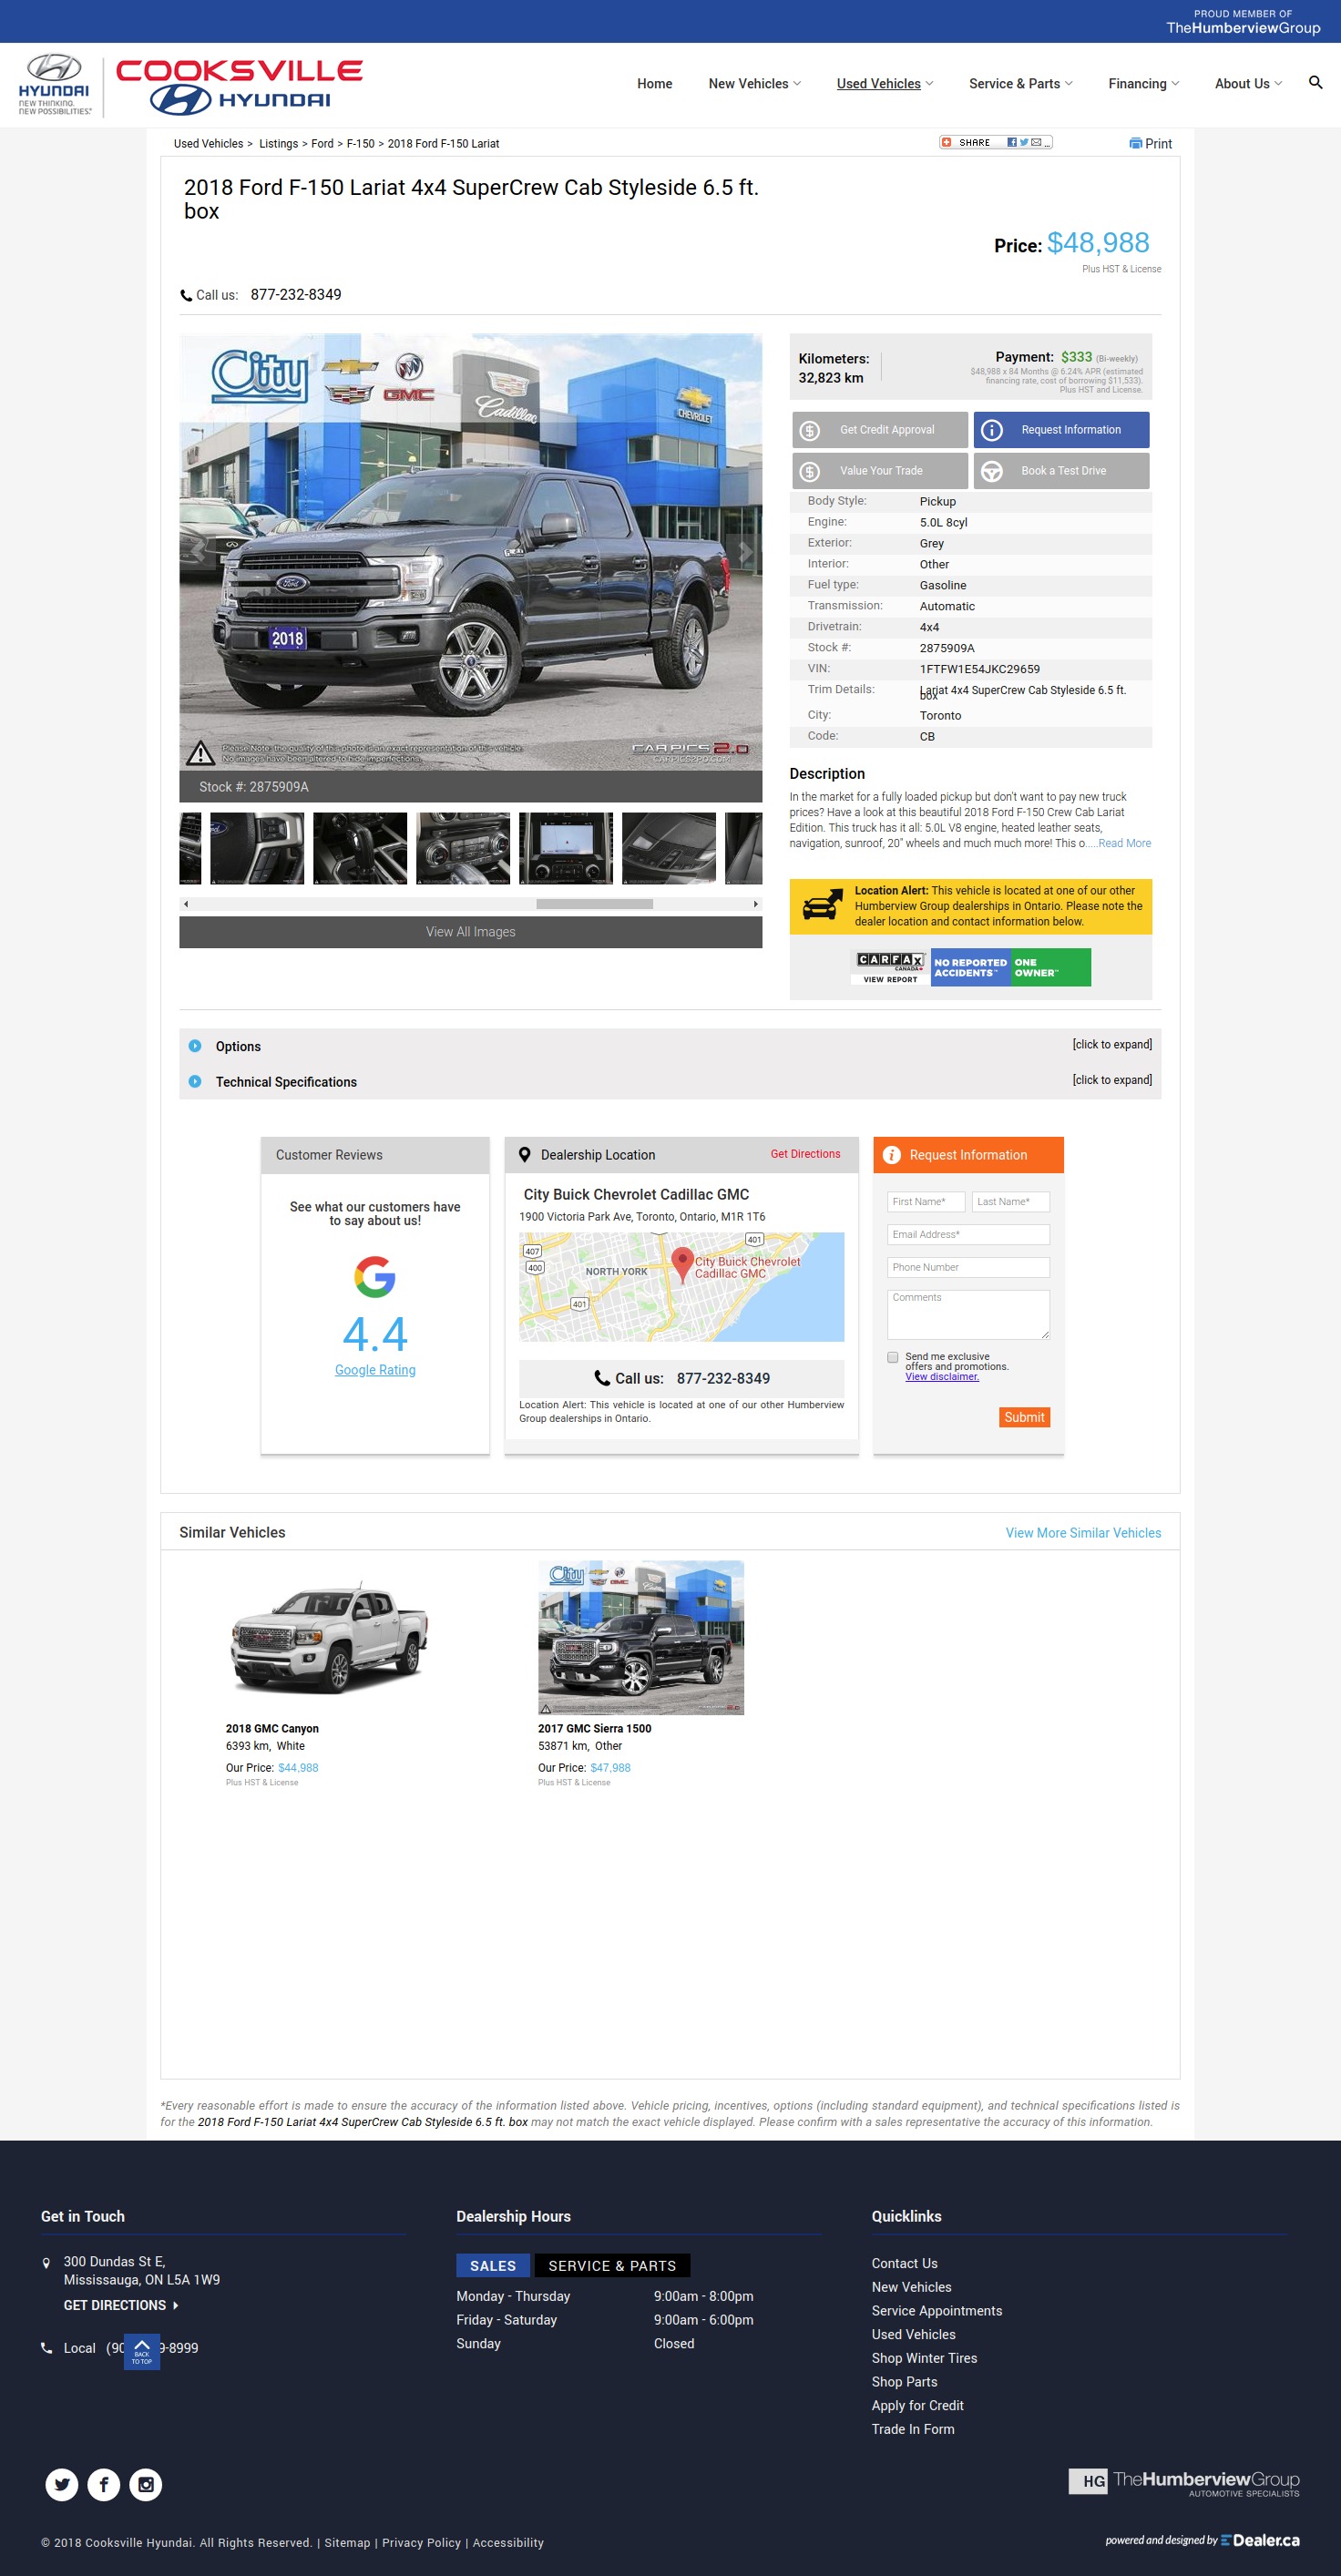 PROUD MEMBER OF
TheHumberviewGroup
HYUNDAI
NEW THINKING.
NEW POSSIBILITIES.
COOKSVILLE
HYUNDAI
Home New Vehicles Used Vehicles Service & Parts Financing About Us
Used Vehicles > Listings > Ford > F-150 > 2018 Ford F-150 Lariat
SHARE
Print
2018 Ford F-150 Lariat 4x4 SuperCrew Cab Styleside 6.5 ft.
box
Price: $48,988
Plus HST & License
Call us: 877-232-8349
City
GMC
Cadillac
CHEVROLET
Ford
2018
Please Note: the quality of this photo is an exact representation of this vehicle.
No images have been altered to hide imperfections.
CARPICS 2.0
CARPICS2PO.COM
Stock #: 2875909A
View All Images
Kilometers:
32,823 km
Payment: $333 (Bi-weekly)
$48,988 x 84 Months @ 6.24% APR (estimated
financing rate, cost of borrowing $11,533).
Plus HST and License.
Get Credit Approval
Request Information
Value Your Trade
Book a Test Drive
Body Style: Pickup
Engine: 5.0L 8cyl
Exterior: Grey
Interior: Other
Fuel type: Gasoline
Transmission: Automatic
Drivetrain: 4x4
Stock #: 2875909A
VIN: 1FTFW1E54JKC29659
Trim Details: Lariat 4x4 SuperCrew Cab Styleside 6.5 ft.
box
City: Toronto
Code: CB
Description
In the market for a fully loaded pickup but don't want to pay new truck
prices? Have a look at this beautiful 2018 Ford F-150 Crew Cab Lariat
Edition. This truck has it all: 5.0L V8 engine, heated leather seats,
navigation, sunroof, 20" wheels and much much more! This o.....Read More
Location Alert: This vehicle is located at one of our other
Humberview Group dealerships in Ontario. Please note the
dealer location and contact information below.
CARFAX
CANADA
VIEW REPORT
NO REPORTED
ACCIDENTS™
ONE
OWNER™
Options [click to expand]
Technical Specifications [click to expand]
Customer Reviews
See what our customers have
to say about us!
4.4
Google Rating
Dealership Location Get Directions
City Buick Chevrolet Cadillac GMC
1900 Victoria Park Ave, Toronto, Ontario, M1R 1T6
407
400
401
NORTH YORK
401
City Buick Chevrolet
Cadillac GMC
Call us: 877-232-8349
Location Alert: This vehicle is located at one of our other Humberview
Group dealerships in Ontario.
Request Information
First Name* Last Name*
Email Address*
Phone Number
Comments
Send me exclusive
offers and promotions.
View disclaimer.
Submit
Similar Vehicles
View More Similar Vehicles
2018 GMC Canyon
6393 km, White
Our Price: $44,988
Plus HST & License
City
2017 GMC Sierra 1500
53871 km, Other
Our Price: $47,988
Plus HST & License
*Every reasonable effort is made to ensure the accuracy of the information listed above. Vehicle pricing, incentives, options (including standard equipment), and technical specifications listed is
for the 2018 Ford F-150 Lariat 4x4 SuperCrew Cab Styleside 6.5 ft. box may not match the exact vehicle displayed. Please confirm with a sales representative the accuracy of this information.
Get in Touch
300 Dundas St E,
Mississauga, ON L5A 1W9
GET DIRECTIONS
Local (90 9-8999
BACK
TO TOP
Dealership Hours
SALES SERVICE & PARTS
Monday - Thursday 9:00am - 8:00pm
Friday - Saturday 9:00am - 6:00pm
Sunday Closed
Quicklinks
Contact Us
New Vehicles
Service Appointments
Used Vehicles
Shop Winter Tires
Shop Parts
Apply for Credit
Trade In Form
HG TheHumberviewGroup
AUTOMOTIVE SPECIALISTS
© 2018 Cooksville Hyundai. All Rights Reserved. | Sitemap | Privacy Policy | Accessibility
powered and designed by EDealer.ca